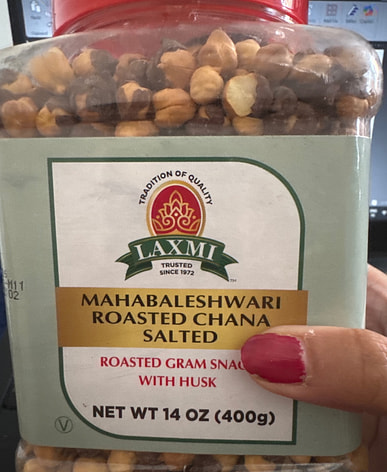 TRADITION OF QUALITY
LAXMI
TRUSTED
SINCE 1972
TM
MAHABALESHWARI
ROASTED CHANA
SALTED
ROASTED GRAM
WITH HUSK
NET WT 14 OZ (400g)
V